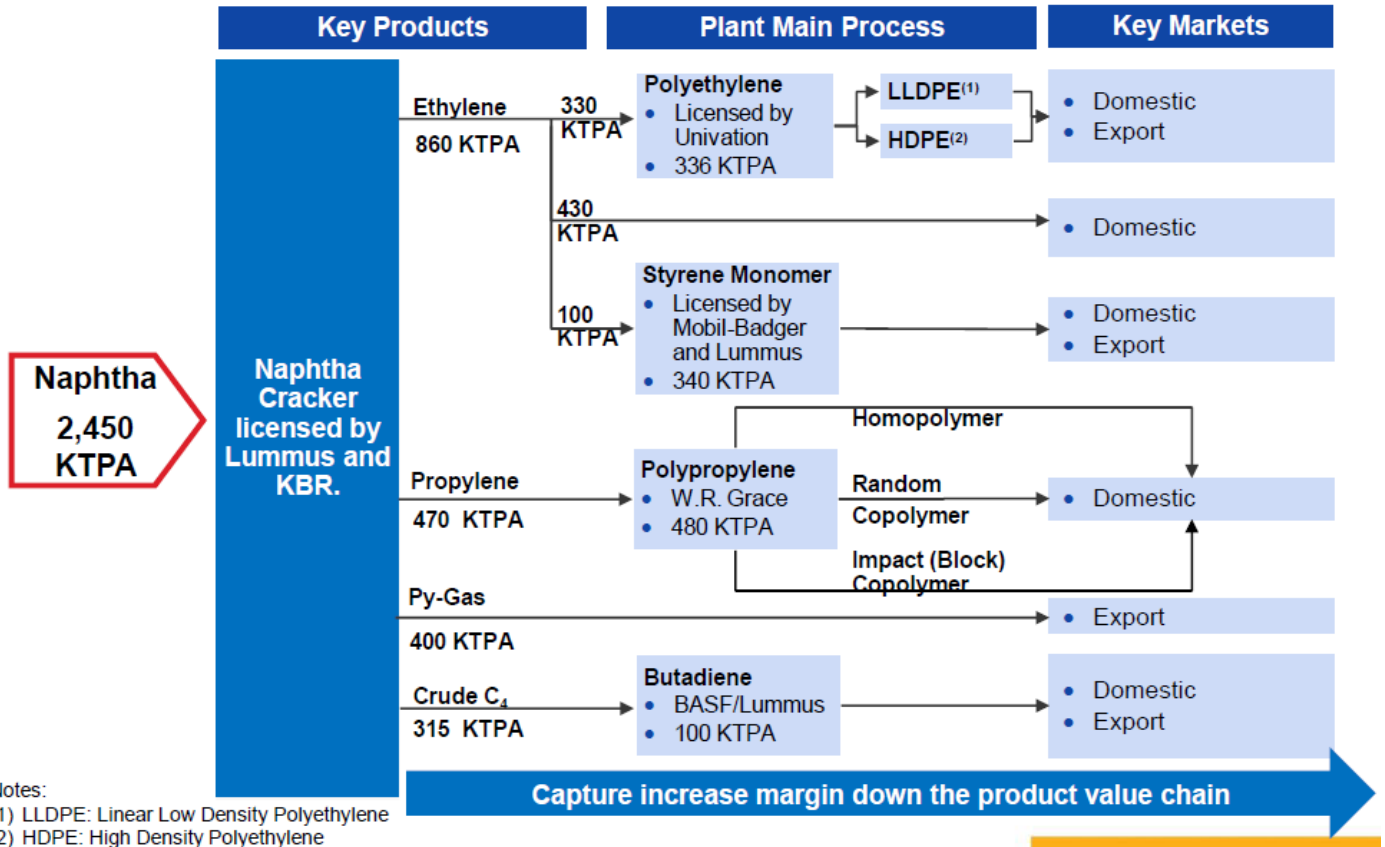 Key Products
Plant Main Process
Key Markets
Naphtha
2,450
KTPA
Naphtha
Cracker
licensed by
Lummus and
KBR.
Ethylene
860 KTPA
330
KTPA
Polyethylene
• Licensed by
Univation
• 336 KTPA
LLDPE(1)
HDPE(2)
• Domestic
• Export
430
KTPA
• Domestic
100
KTPA
Styrene Monomer
• Licensed by
Mobil-Badger
and Lummus
• 340 KTPA
• Domestic
• Export
Propylene
470 KTPA
Polypropylene
• W.R. Grace
• 480 KTPA
Homopolymer
Random
Copolymer
Impact (Block)
Copolymer
• Domestic
Py-Gas
400 KTPA
• Export
Crude C₄
315 KTPA
Butadiene
• BASF/Lummus
• 100 KTPA
• Domestic
• Export
Capture increase margin down the product value chain
Notes:
1) LLDPE: Linear Low Density Polyethylene
2) HDPE: High Density Polyethylene